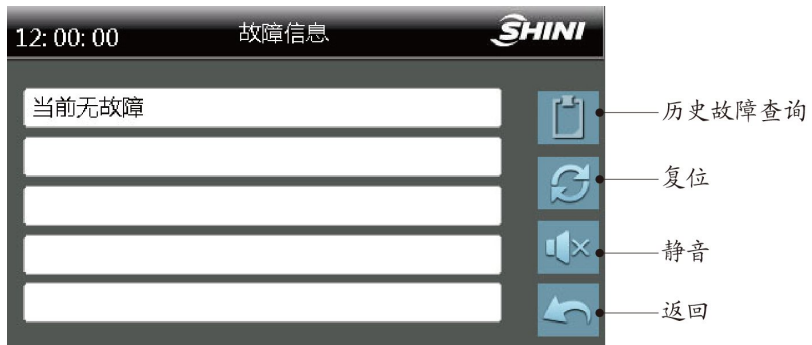 12: 00: 00 故障信息 SHINI
当前无故障
历史故障查询
复位
静音
返回